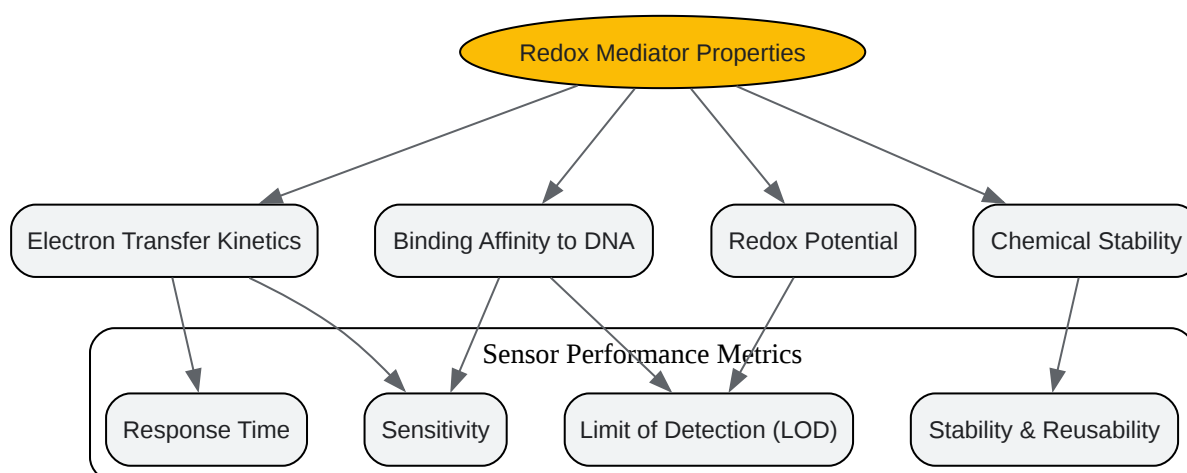 Redox Mediator Properties
Electron Transfer Kinetics
Binding Affinity to DNA
Redox Potential
Chemical Stability
Sensor Performance Metrics
Response Time
Sensitivity
Limit of Detection (LOD)
Stability & Reusability